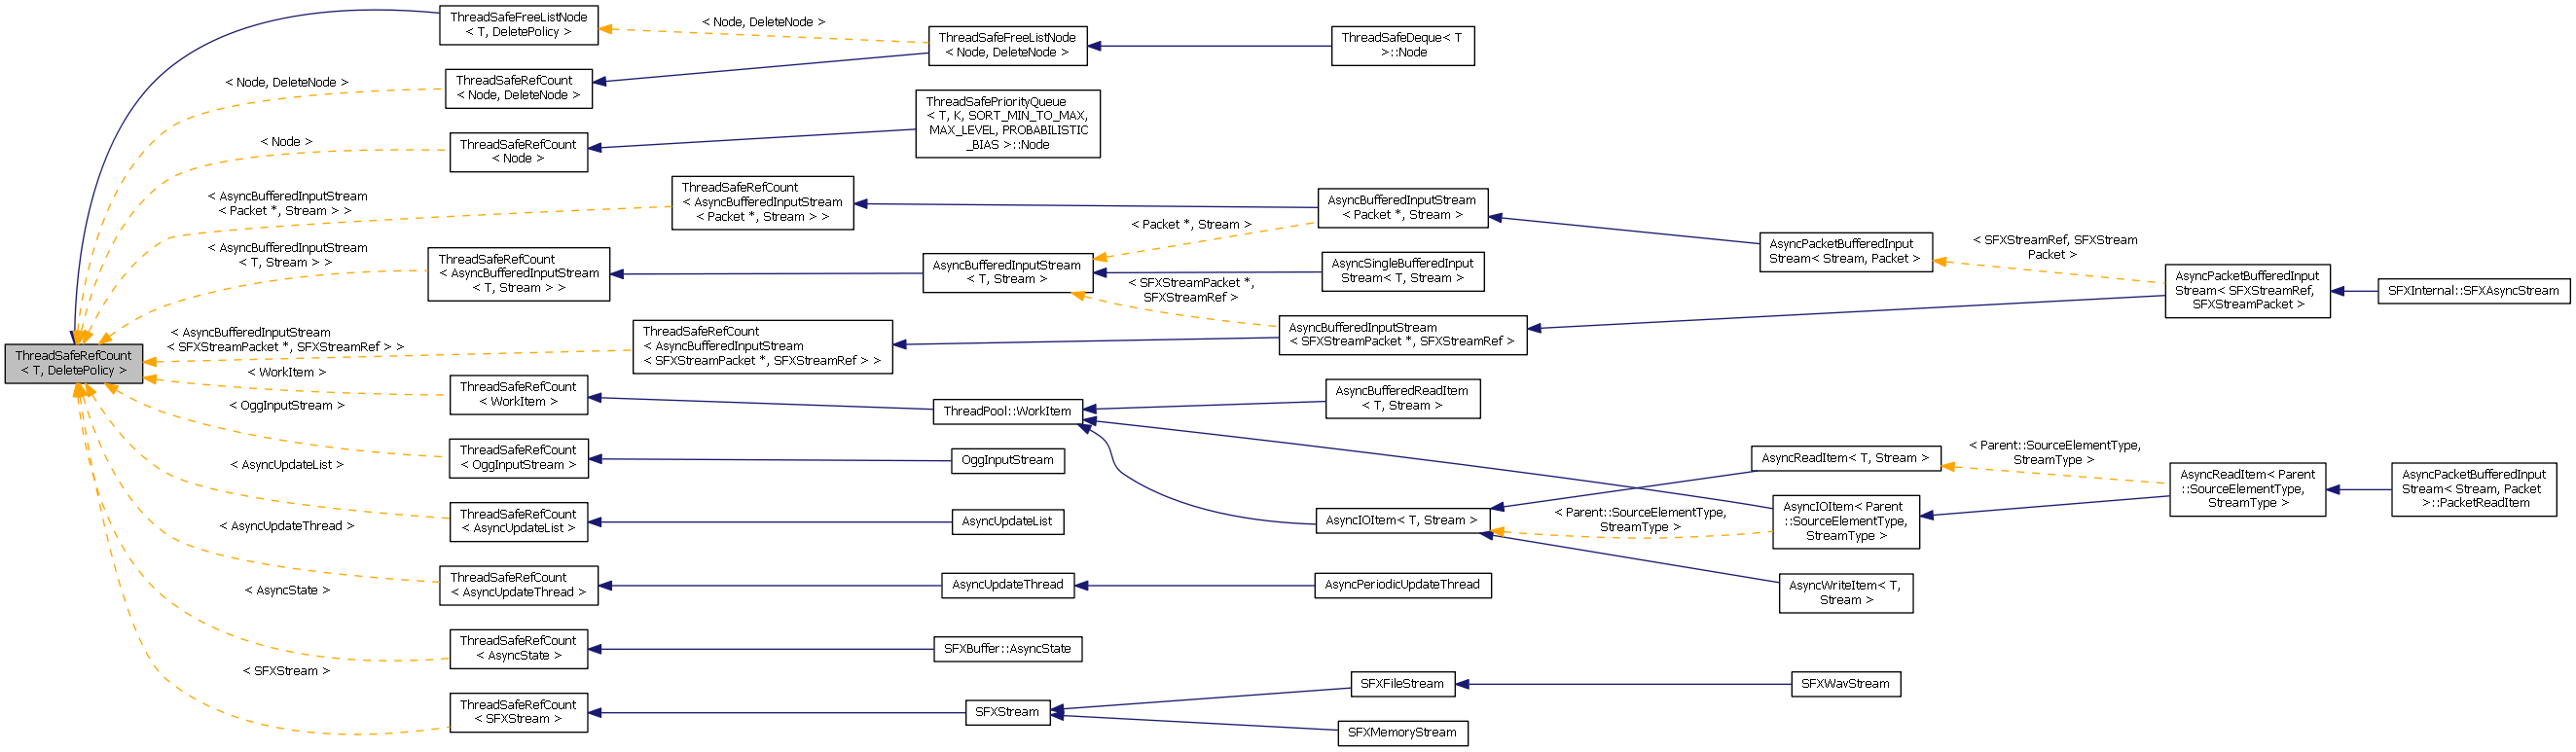 ThreadSafeRefCount
< T, DeletePolicy >
ThreadSafeFreeListNode
< T, DeletePolicy >
< Node, DeleteNode >
ThreadSafeFreeListNode
< Node, DeleteNode >
ThreadSafeDeque< T
>::Node
< Node, DeleteNode >
ThreadSafeRefCount
< Node, DeleteNode >
< Node >
ThreadSafeRefCount
< Node >
ThreadSafePriorityQueue
< T, K, SORT_MIN_TO_MAX,
MAX_LEVEL, PROBABILISTIC
_BIAS >::Node
< AsyncBufferedInputStream
< Packet *, Stream > >
ThreadSafeRefCount
< AsyncBufferedInputStream
< Packet *, Stream > >
AsyncBufferedInputStream
< Packet *, Stream >
AsyncPacketBufferedInput
Stream< Stream, Packet >
< SFXStreamRef, SFXStream
Packet >
AsyncPacketBufferedInput
Stream< SFXStreamRef,
SFXStreamPacket >
SFXInternal::SFXAsyncStream
< AsyncBufferedInputStream
< T, Stream > >
ThreadSafeRefCount
< AsyncBufferedInputStream
< T, Stream > >
AsyncBufferedInputStream
< T, Stream >
< Packet *, Stream >
AsyncSingleBufferedInput
Stream< T, Stream >
< SFXStreamPacket *,
SFXStreamRef >
AsyncBufferedInputStream
< SFXStreamPacket *, SFXStreamRef >
< AsyncBufferedInputStream
< SFXStreamPacket *, SFXStreamRef > >
ThreadSafeRefCount
< AsyncBufferedInputStream
< SFXStreamPacket *, SFXStreamRef > >
< WorkItem >
ThreadSafeRefCount
< WorkItem >
ThreadPool::WorkItem
AsyncBufferedReadItem
< T, Stream >
AsyncIOItem< T, Stream >
AsyncReadItem< T, Stream >
< Parent::SourceElementType,
StreamType >
AsyncIOItem< Parent
::SourceElementType,
StreamType >
< Parent::SourceElementType,
StreamType >
AsyncReadItem< Parent
::SourceElementType,
StreamType >
AsyncPacketBufferedInput
Stream< Stream, Packet
>::PacketReadItem
AsyncWriteItem< T,
Stream >
< OggInputStream >
ThreadSafeRefCount
< OggInputStream >
OggInputStream
< AsyncUpdateList >
ThreadSafeRefCount
< AsyncUpdateList >
AsyncUpdateList
< AsyncUpdateThread >
ThreadSafeRefCount
< AsyncUpdateThread >
AsyncUpdateThread
AsyncPeriodicUpdateThread
< AsyncState >
ThreadSafeRefCount
< AsyncState >
SFXBuffer::AsyncState
< SFXStream >
ThreadSafeRefCount
< SFXStream >
SFXStream
SFXFileStream
SFXWavStream
SFXMemoryStream